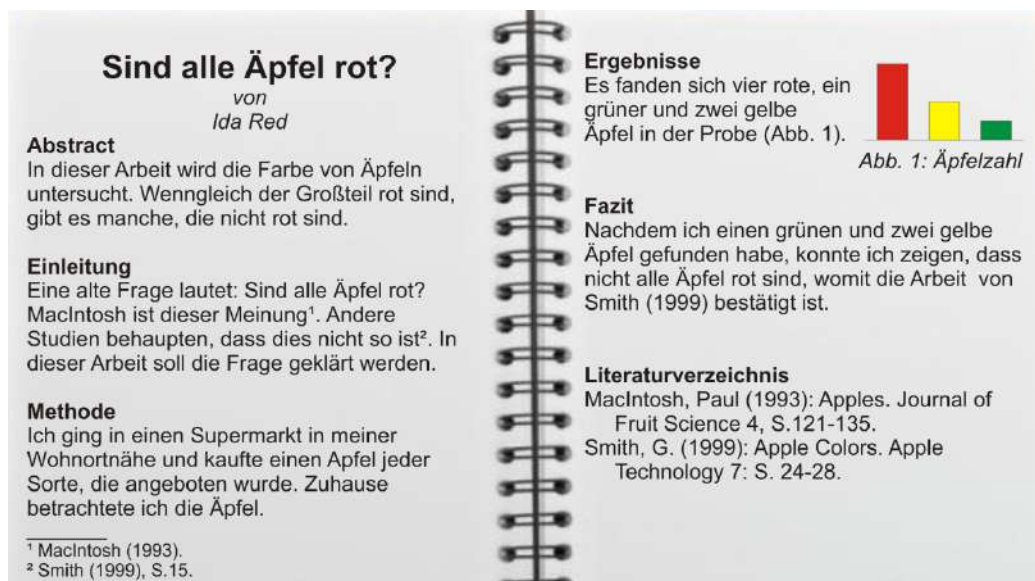 Sind alle Äpfel rot?
von
Ida Red
Abstract
In dieser Arbeit wird die Farbe von Äpfeln
untersucht. Wenngleich der Großteil rot sind,
gibt es manche, die nicht rot sind.
Einleitung
Eine alte Frage lautet: Sind alle Äpfel rot?
MacIntosh ist dieser Meinung¹. Andere
Studien behaupten, dass dies nicht so ist². In
dieser Arbeit soll die Frage geklärt werden.
Methode
Ich ging in einen Supermarkt in meiner
Wohnortnähe und kaufte einen Apfel jeder
Sorte, die angeboten wurde. Zuhause
betrachtete ich die Äpfel.
¹ MacIntosh (1993).
² Smith (1999), S.15.
Ergebnisse
Es fanden sich vier rote, ein
grüner und zwei gelbe
Äpfel in der Probe (Abb. 1).
Abb. 1: Äpfelzahl
Fazit
Nachdem ich einen grünen und zwei gelbe
Äpfel gefunden habe, konnte ich zeigen, dass
nicht alle Äpfel rot sind, womit die Arbeit von
Smith (1999) bestätigt ist.
Literaturverzeichnis
MacIntosh, Paul (1993): Apples. Journal of
Fruit Science 4, S.121-135.
Smith, G. (1999): Apple Colors. Apple
Technology 7: S. 24-28.